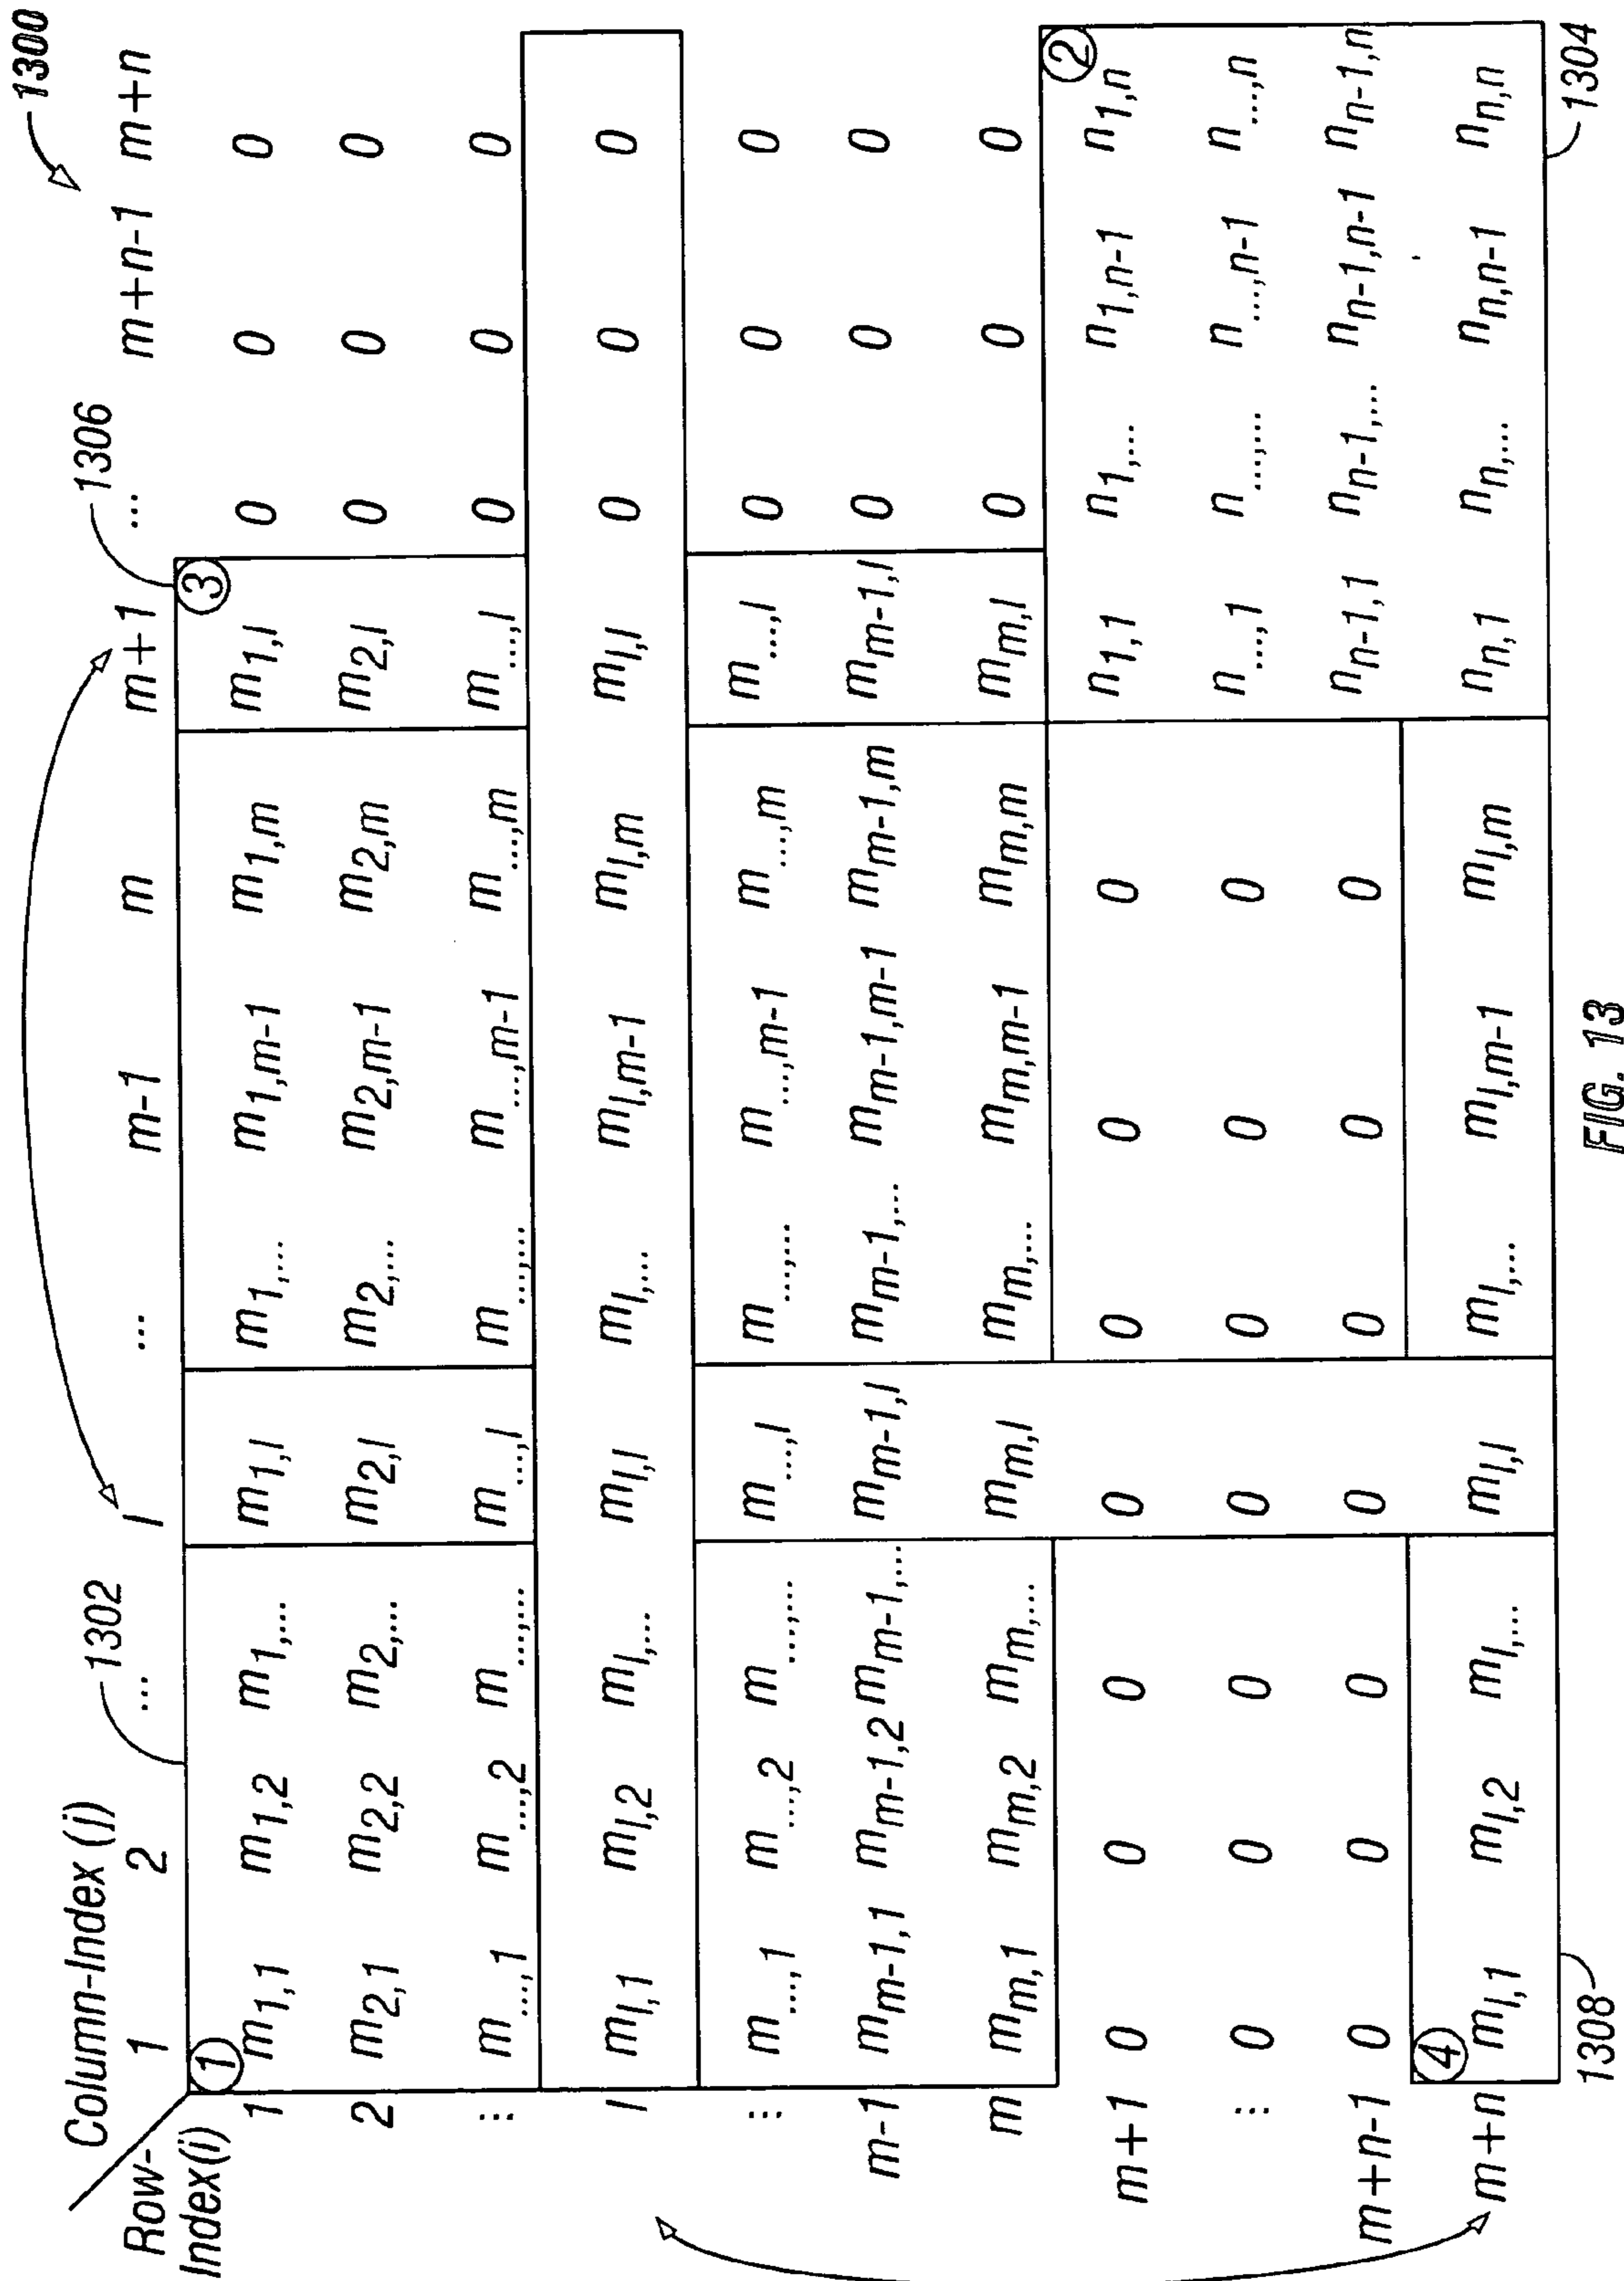 1300
Column-Index (j)
Row-Index(i)
1 2 ... l ... m-1 m m+1 ... m+n-1 m+n
1302
1306
① ③
1 m1,1 m1,2 m1,... m1,l m1,... m1,m-1 m1,m m1,l 0 0 0
2 m2,1 m2,2 m2,... m2,l m2,... m2,m-1 m2,m m2,l 0 0 0
⋮ m...,1 m...,2 m...,... m...,l m...,... m...,m-1 m...,m m...,l 0 0 0
l ml,1 ml,2 ml,... ml,l ml,... ml,m-1 ml,m ml,l 0 0 0
⋮ m...,1 m...,2 m...,... m...,l m...,... m...,m-1 m...,m m...,l 0 0 0
m-1 mm-1,1 mm-1,2 mm-1,... mm-1,l mm-1,... mm-1,m-1 mm-1,m mm-1,l 0 0 0
m mm,1 mm,2 mm,... mm,l mm,... mm,m-1 mm,m mm,l 0 0 0
②
m+1 0 0 0 0 0 0 0 n1,1 n1,... n1,n-1 n1,n
⋮ 0 0 0 0 0 0 0 n...,1 n...,... n...,n-1 n...,n
m+n-1 0 0 0 0 0 0 0 nn-1,1 nn-1,... nn-1,n-1 nn-1,n
④
m+n ml,1 ml,2 ml,... ml,l ml,... ml,m-1 ml,m nn,1 nn,... nn,n-1 nn,n
1308
1304
FIG. 13